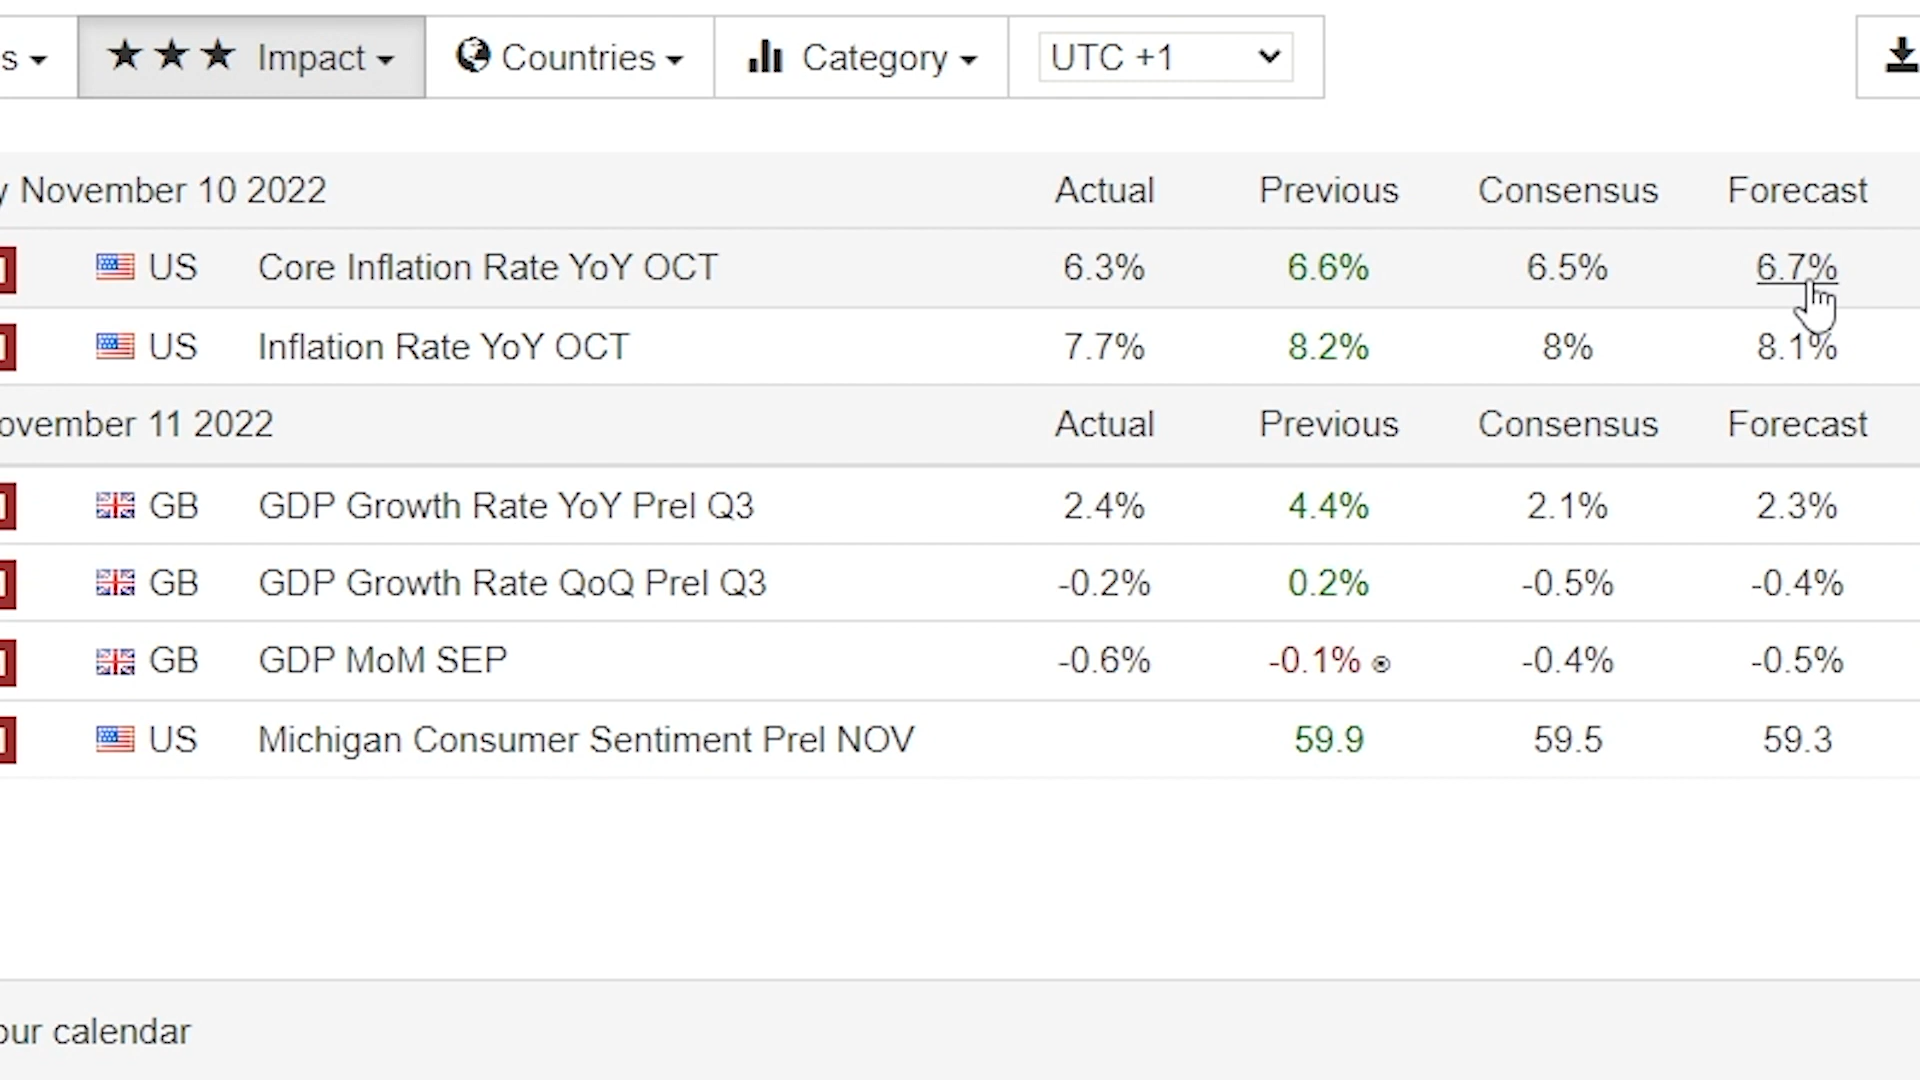 s ★★★ Impact Countries Category UTC +1
y November 10 2022 Actual Previous Consensus Forecast
US Core Inflation Rate YoY OCT 6.3% 6.6% 6.5% 6.7%
US Inflation Rate YoY OCT 7.7% 8.2% 8% 8.1%
ovember 11 2022 Actual Previous Consensus Forecast
GB GDP Growth Rate YoY Prel Q3 2.4% 4.4% 2.1% 2.3%
GB GDP Growth Rate QoQ Prel Q3 -0.2% 0.2% -0.5% -0.4%
GB GDP MoM SEP -0.6% -0.1% ⦿ -0.4% -0.5%
US Michigan Consumer Sentiment Prel NOV 59.9 59.5 59.3
our calendar